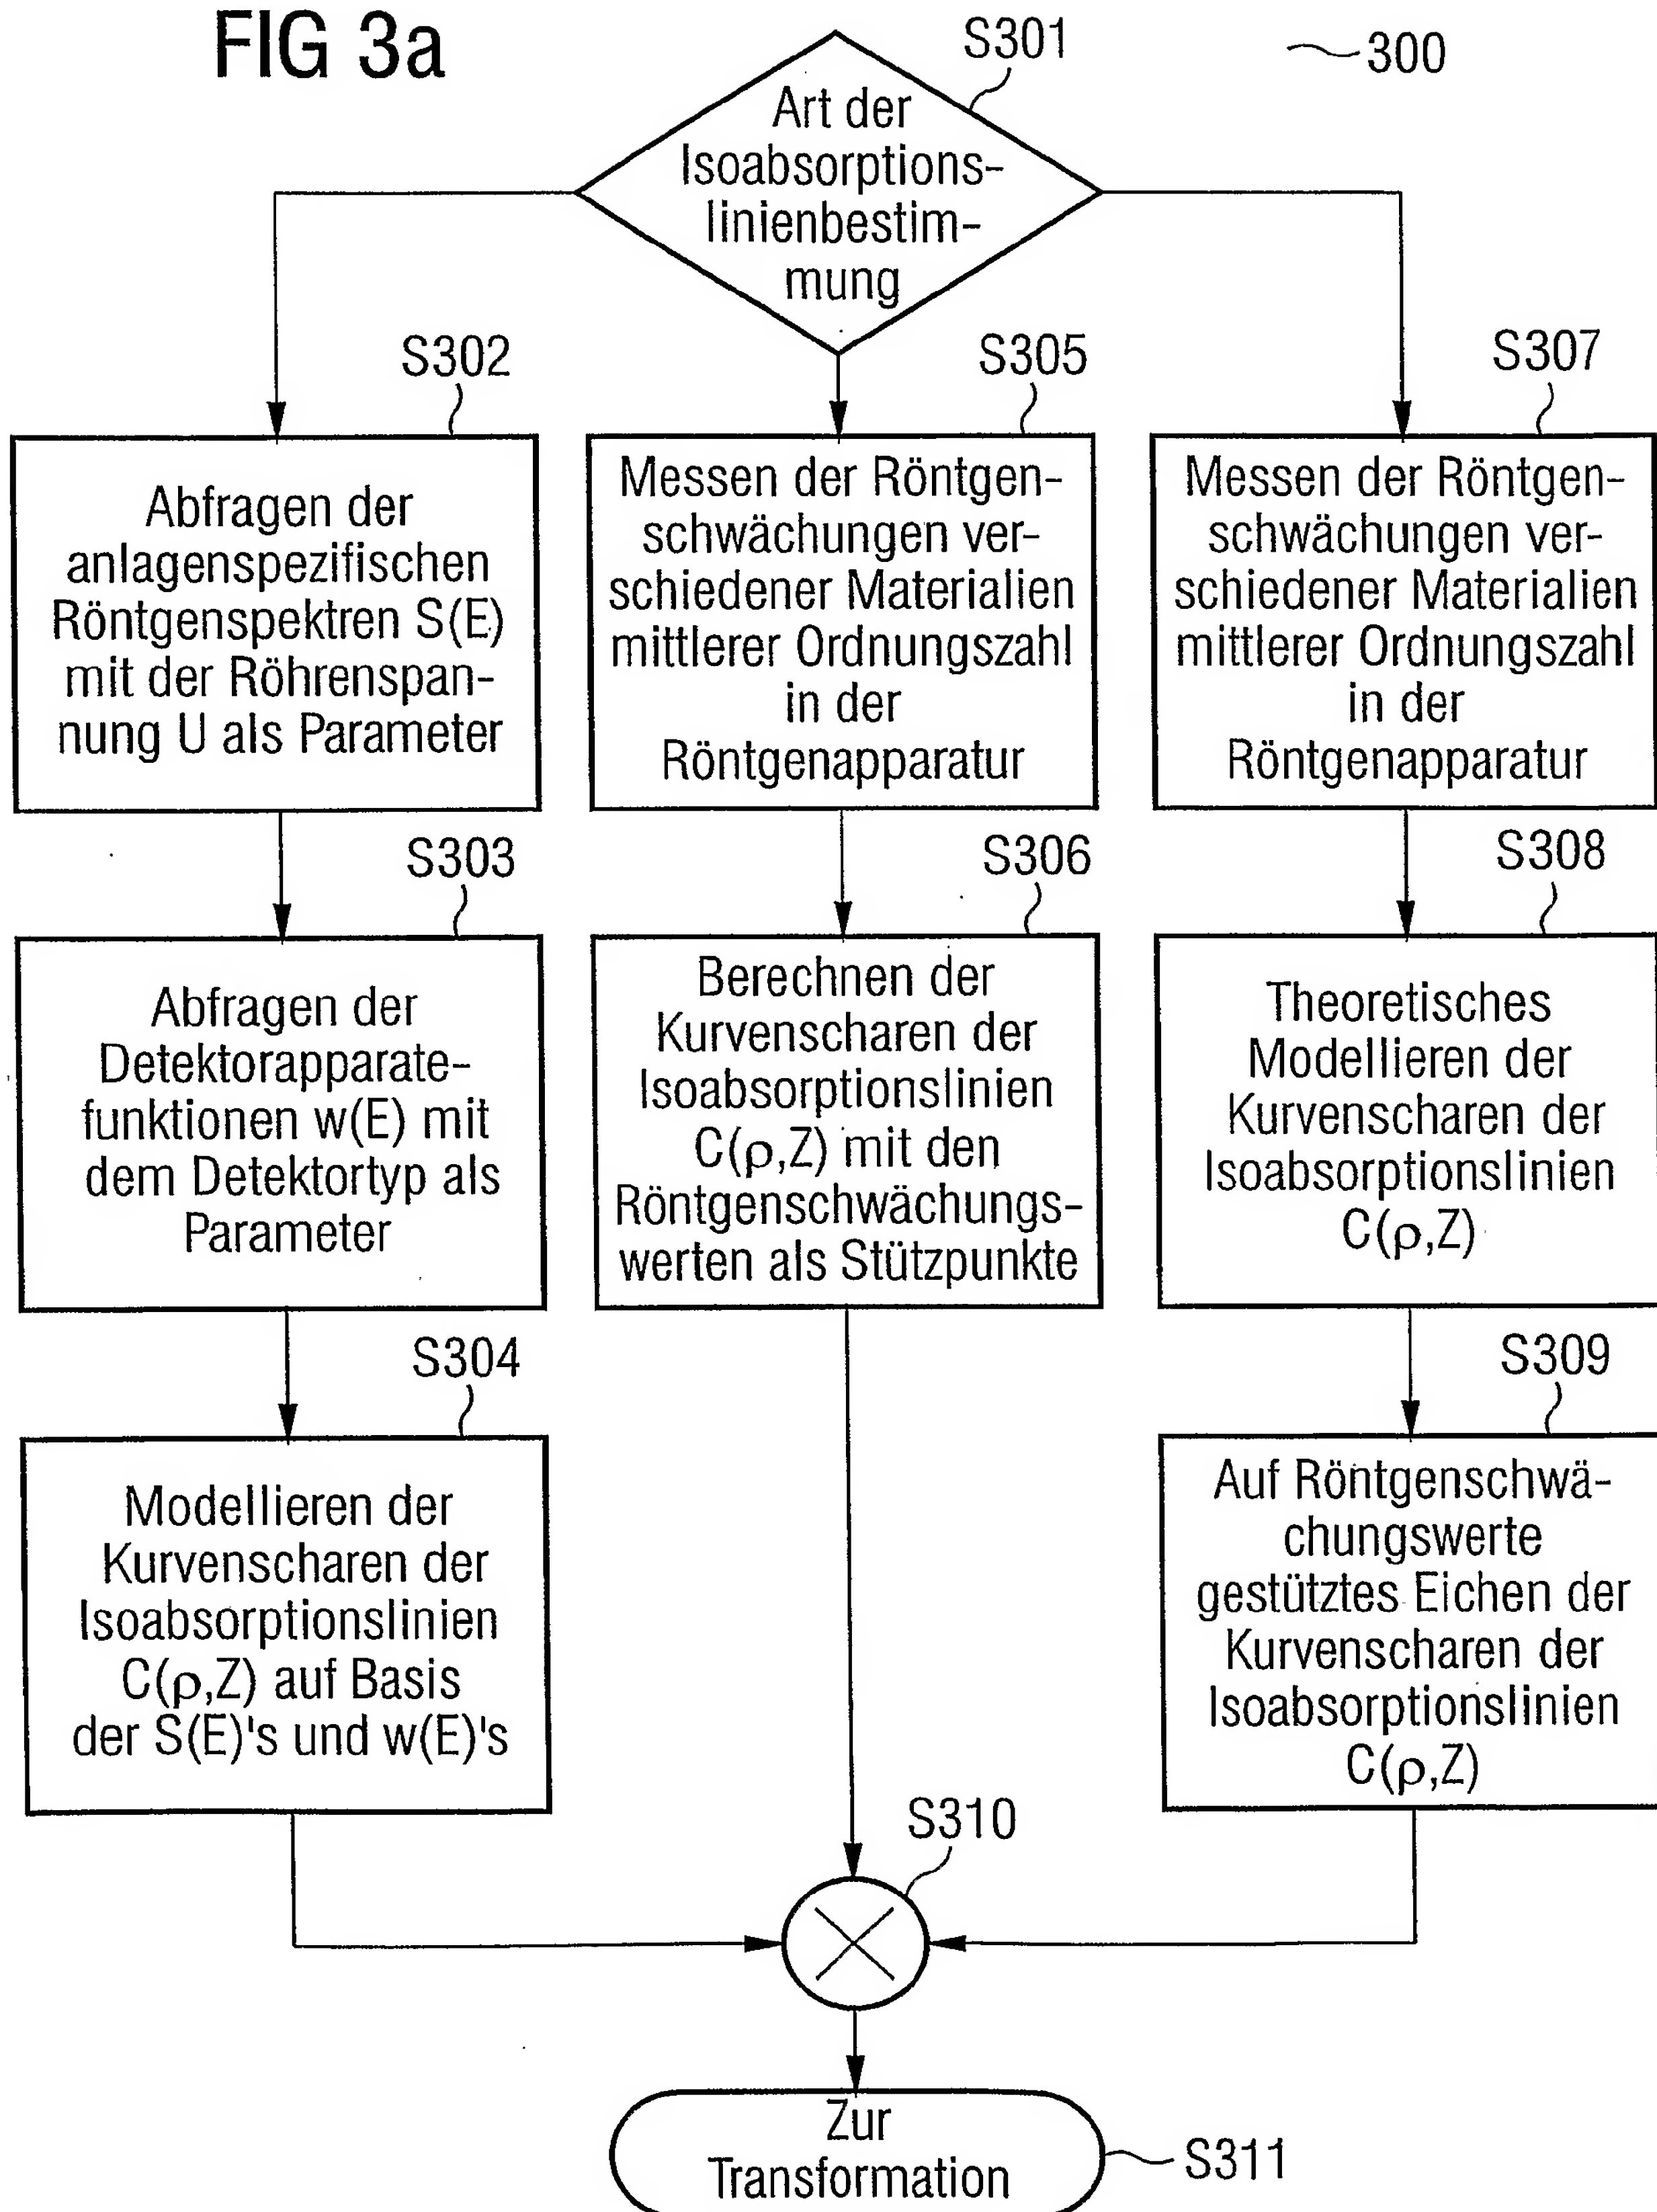 FIG 3a
300
S301
Art der
Isoabsorptions-
linienbestim-
mung
S302
Abfragen der
anlagenspezifischen
Röntgenspektren S(E)
mit der Röhrenspan-
nung U als Parameter
S303
Abfragen der
Detektorapparate-
funktionen w(E) mit
dem Detektortyp als
Parameter
S304
Modellieren der
Kurvenscharen der
Isoabsorptionslinien
C(ρ,Z) auf Basis
der S(E)'s und w(E)'s
S305
Messen der Röntgen-
schwächungen ver-
schiedener Materialien
mittlerer Ordnungszahl
in der
Röntgenapparatur
S306
Berechnen der
Kurvenscharen der
Isoabsorptionslinien
C(ρ,Z) mit den
Röntgenschwächungs-
werten als Stützpunkte
S307
Messen der Röntgen-
schwächungen ver-
schiedener Materialien
mittlerer Ordnungszahl
in der
Röntgenapparatur
S308
Theoretisches
Modellieren der
Kurvenscharen der
Isoabsorptionslinien
C(ρ,Z)
S309
Auf Röntgenschwä-
chungswerte
gestütztes Eichen der
Kurvenscharen der
Isoabsorptionslinien
C(ρ,Z)
S310
Zur
Transformation
S311